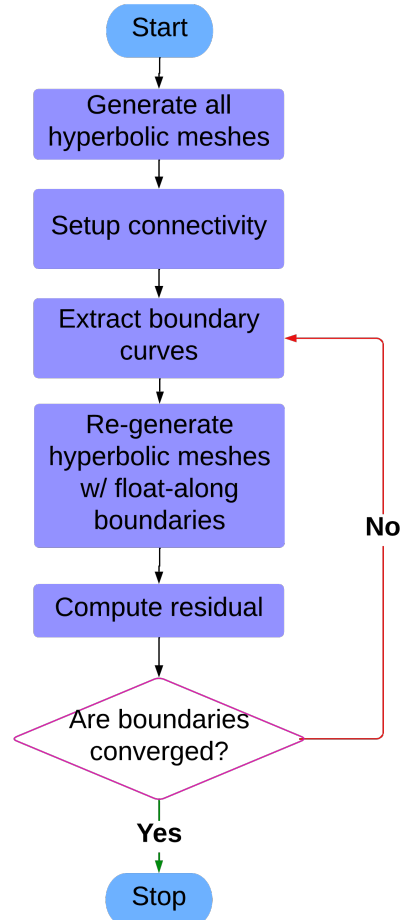 Start
Generate all
hyperbolic meshes
Setup connectivity
Extract boundary
curves
Re-generate
hyperbolic meshes
w/ float-along
boundaries
No
Compute residual
Are boundaries
converged?
Yes
Stop